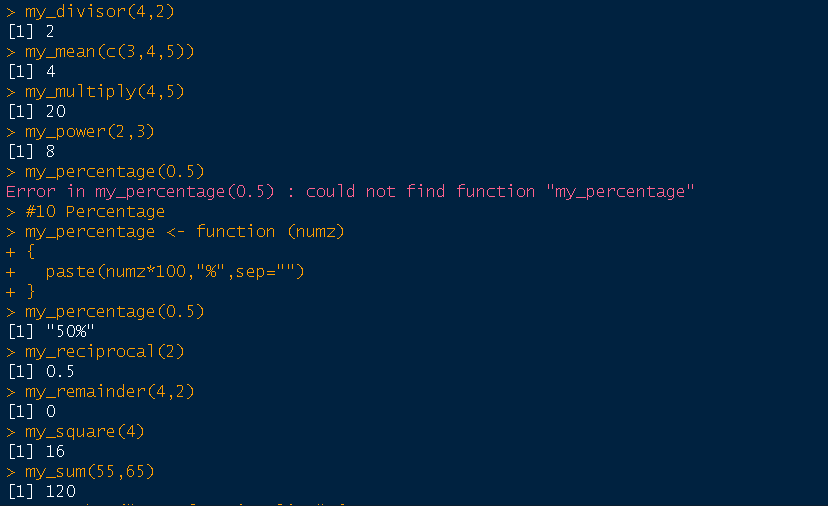 > my_divisor(4,2)
[1] 2
> my_mean(c(3,4,5))
[1] 4
> my_multiply(4,5)
[1] 20
> my_power(2,3)
[1] 8
> my_percentage(0.5)
Error in my_percentage(0.5) : could not find function "my_percentage"
> #10 Percentage
> my_percentage <- function (numz)
+ {
+   paste(numz*100,"%",sep="")
+ }
> my_percentage(0.5)
[1] "50%"
> my_reciprocal(2)
[1] 0.5
> my_remainder(4,2)
[1] 0
> my_square(4)
[1] 16
> my_sum(55,65)
[1] 120